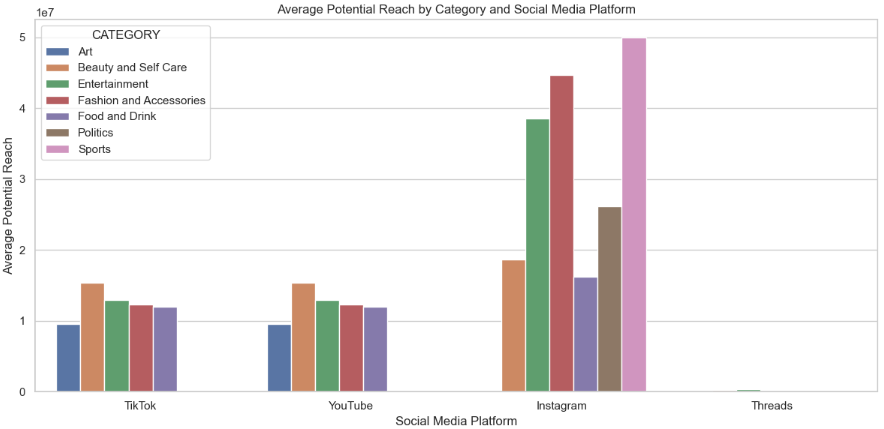 Average Potential Reach by Category and Social Media Platform
1e7
CATEGORY
Art
Beauty and Self Care
Entertainment
Fashion and Accessories
Food and Drink
Politics
Sports
Average Potential Reach
5
4
3
2
1
0
TikTok
YouTube
Instagram
Threads
Social Media Platform